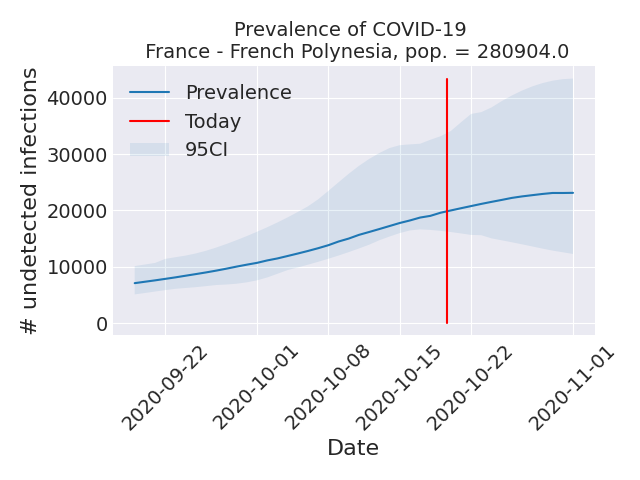 Prevalence of COVID-19
France - French Polynesia, pop. = 280904.0
Prevalence
Today
95CI
# undetected infections
40000
30000
20000
10000
0
2020-09-22
2020-10-01
2020-10-08
2020-10-15
2020-10-22
2020-11-01
Date